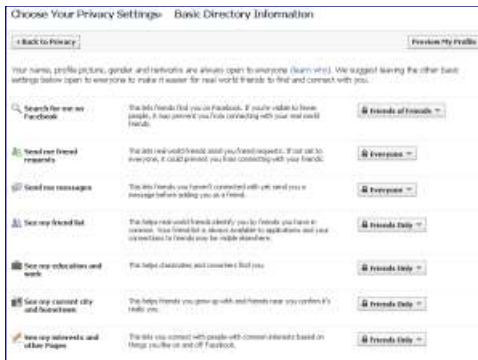 Choose Your Privacy Settings▸ Basic Directory Information
‹ Back to Privacy
Preview My Profile
Your name, profile picture, gender and networks are always open to everyone (learn why). We suggest leaving the other basic
settings below open to everyone to make it easier for real world friends to find and connect with you.
Search for me on
Facebook
This lets friends find you on Facebook. If you're visible to fewer
people, it may prevent you from connecting with your real world
friends.
Friends of Friends
Send me friend
requests
This lets real world friends send you friend requests. If not set to
everyone, it could prevent you from connecting with your friends.
Everyone
Send me messages
This lets friends you haven't connected with yet send you a
message before adding you as a friend.
Everyone
See my friend list
This helps real world friends identify you by friends you have in
common. Your friend list is always available to applications and your
connections to friends may be visible elsewhere.
Friends Only
See my education and
work
This helps classmates and coworkers find you.
Friends Only
See my current city
and hometown
This helps friends you grew up with and friends near you confirm it's
really you.
Friends Only
See my interests and
other Pages
This lets you connect with people with common interests based on
things you like on and off Facebook.
Friends Only